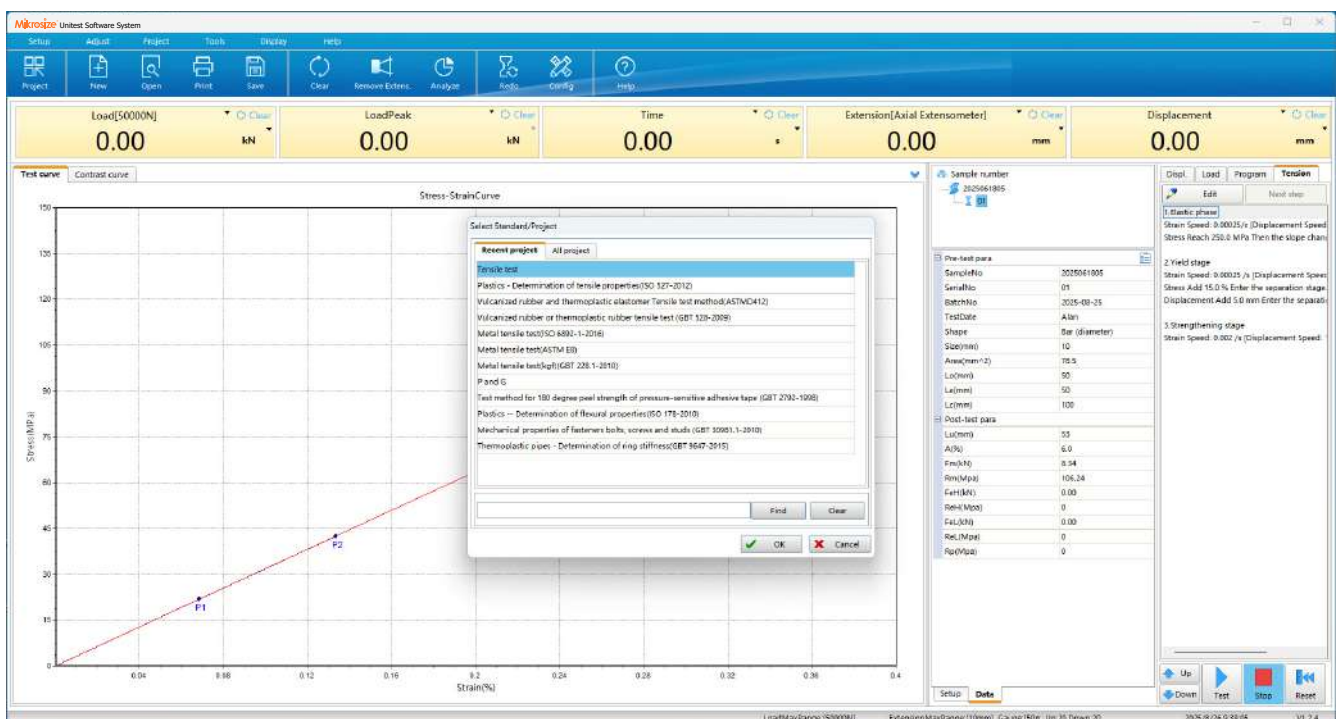 Mikrosize Unitest Software System
Setup Adjust Project Tools Display Help
Project New Open Print Save Clear Remove Extens. Analyze Redo Config Help
Load[50000N] Clear
0.00 kN
LoadPeak Clear
0.00 kN
Time Clear
0.00 s
Extension[Axial Extensometer] Clear
0.00 mm
Displacement Clear
0.00 mm
Test curve Contrast curve
Stress-StrainCurve
Stress(MPa)
150
135
120
105
90
75
60
45
30
15
0
P1
P2
0.04 0.08 0.12 0.16 0.2 0.24 0.28 0.32 0.36 0.4
Strain(%)
Select Standard/Project
Recent project All project
Tensile test
Plastics - Determination of tensile properties(ISO 527-2012)
Vulcanized rubber and thermoplastic elastomer Tensile test method(ASTMD412)
Vulcanized rubber or thermoplastic rubber tensile test (GBT 528-2009)
Metal tensile test(ISO 6892-1-2016)
Metal tensile test(ASTM E8)
Metal tensile test(kgf)(GBT 228.1-2010)
P and G
Test method for 180 degree peel strength of pressure-sensitive adhesive tape (GBT 2792-1998)
Plastics -- Determination of flexural properties(ISO 178-2010)
Mechanical properties of fasteners bolts, screws and studs (GBT 30981.1-2010)
Thermoplastic pipes - Determination of ring stiffness(GBT 9647-2015)
Find Clear
OK Cancel
Sample number
2025061805
01
Pre-test para
SampleNo 2025061805
SerialNo 01
BatchNo 2025-08-25
TestDate Alan
Shape Bar (diameter)
Size(mm) 10
Area(mm^2) 78.5
Lo(mm) 50
Le(mm) 50
Lc(mm) 100
Post-test para
Lu(mm) 53
A(%) 6.0
Fm(kN) 8.34
Rm(Mpa) 106.24
FeH(kN) 0.00
ReH(Mpa) 0
FeL(kN) 0.00
ReL(Mpa) 0
Rp(Mpa) 0
Setup Data
Displ. Load Program Tension
Edit Next step
1.Elastic phase
Strain Speed: 0.00025/s (Displacement Speed
Stress Reach 250.0 MPa Then the slope chan
2.Yield stage
Strain Speed: 0.00025 /s (Displacement Speed
Stress Add 15.0 % Enter the separation stage.
Displacement Add 5.0 mm Enter the separati
3.Strengthening stage
Strain Speed: 0.002 /s (Displacement Speed:
Up
Down Test Stop Reset